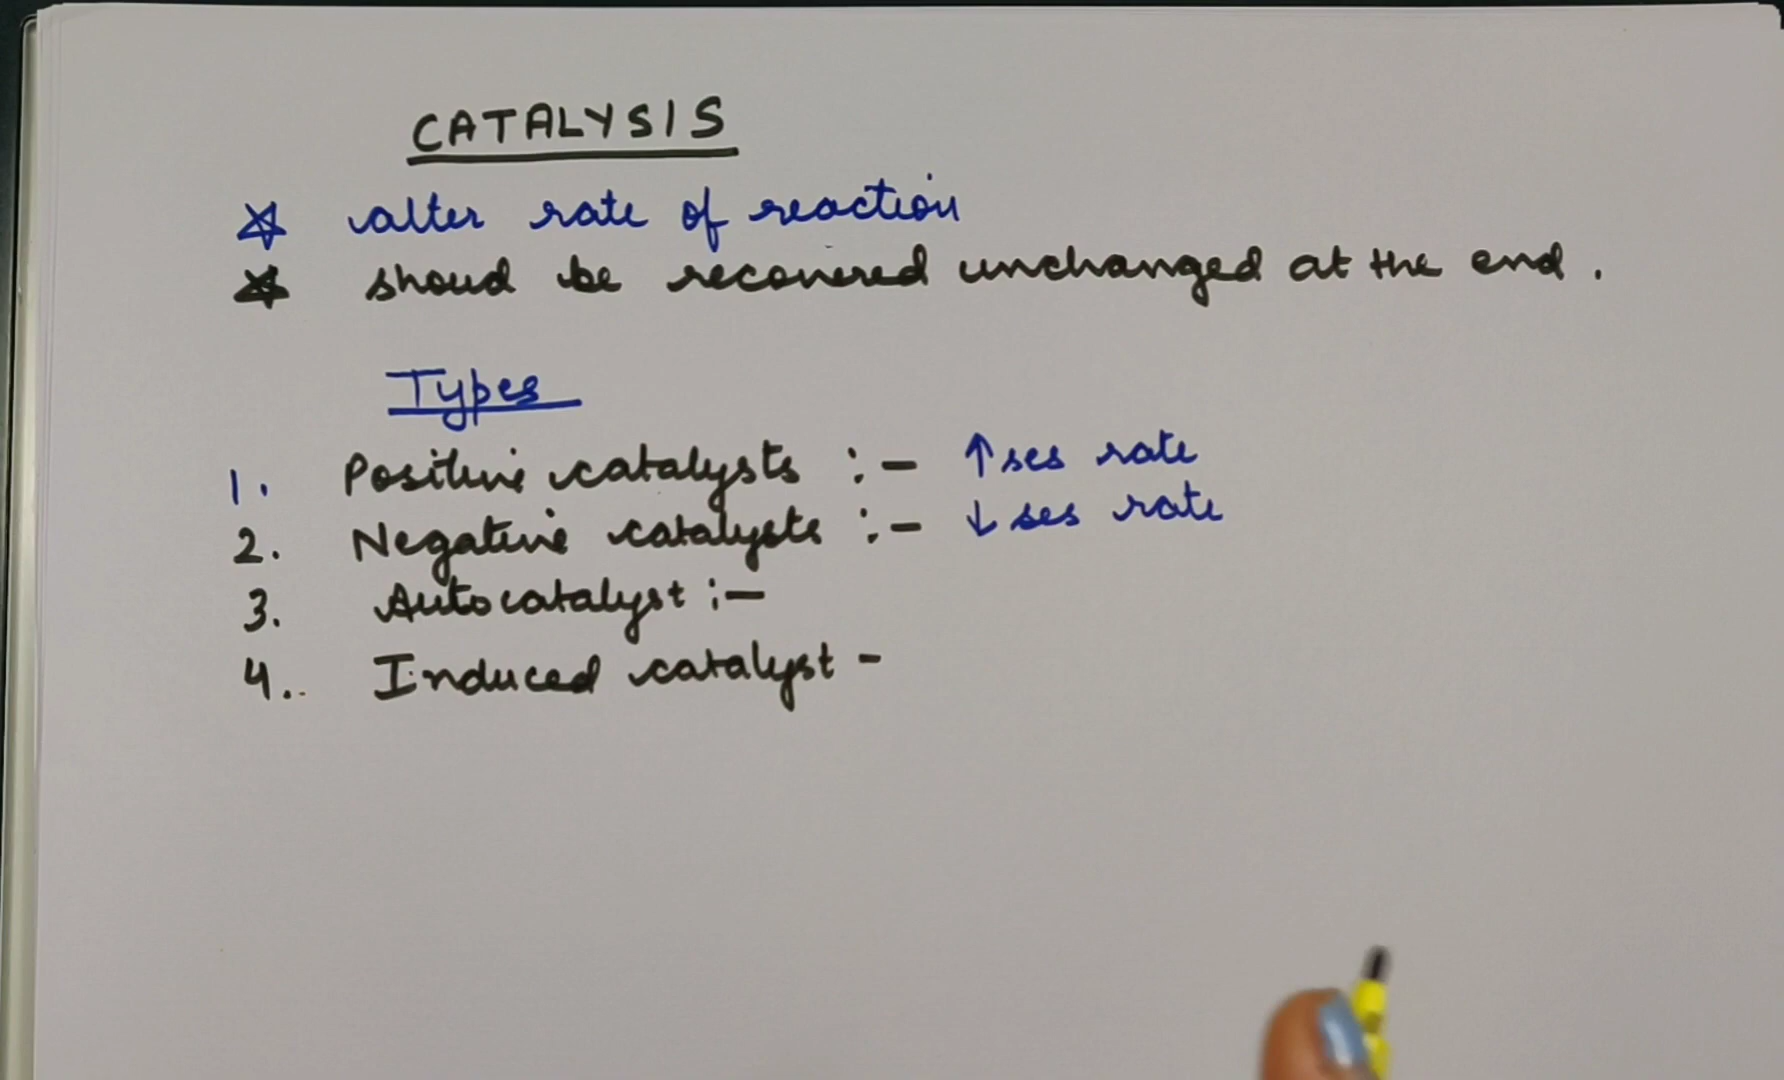 CATALYSIS
☆ alter rate of reaction
☆ shoud be recovered unchanged at the end.
Types
1. Positive catalysts :- ↑ses rate
2. Negative catalysts :- ↓ses rate
3. Autocatalyst :-
4. Induced catalyst -